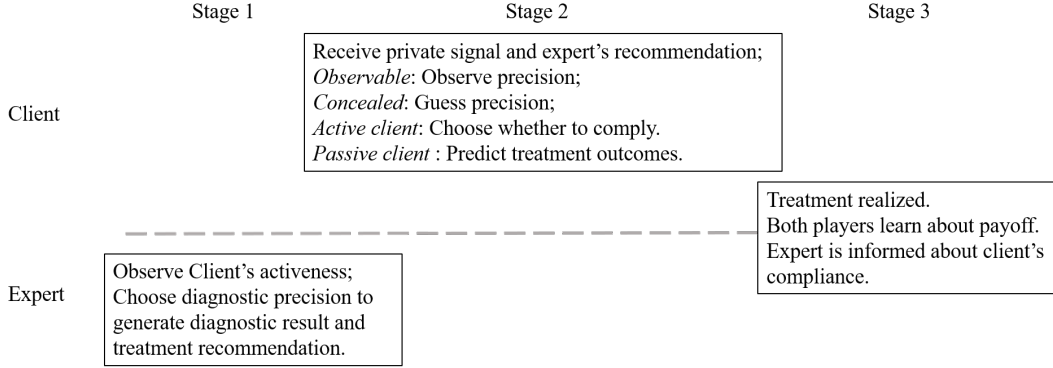 Stage 1 Stage 2 Stage 3
Client
Receive private signal and expert's recommendation;
Observable: Observe precision;
Concealed: Guess precision;
Active client: Choose whether to comply.
Passive client : Predict treatment outcomes.
Treatment realized.
Both players learn about payoff.
Expert is informed about client's
compliance.
Expert
Observe Client's activeness;
Choose diagnostic precision to
generate diagnostic result and
treatment recommendation.